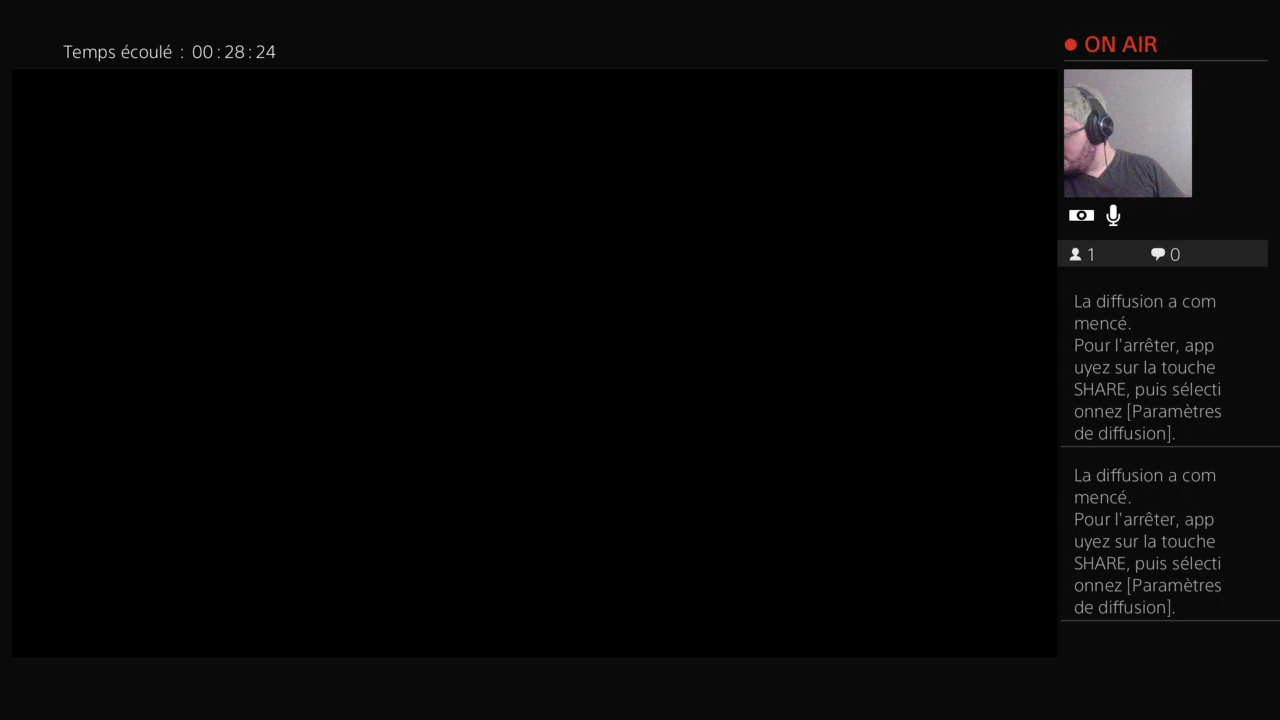 Temps écoulé : 00:28:24
ON AIR
1 0
La diffusion a com
mencé.
Pour l'arrêter, app
uyez sur la touche
SHARE, puis sélecti
onnez [Paramètres
de diffusion].
La diffusion a com
mencé.
Pour l'arrêter, app
uyez sur la touche
SHARE, puis sélecti
onnez [Paramètres
de diffusion].